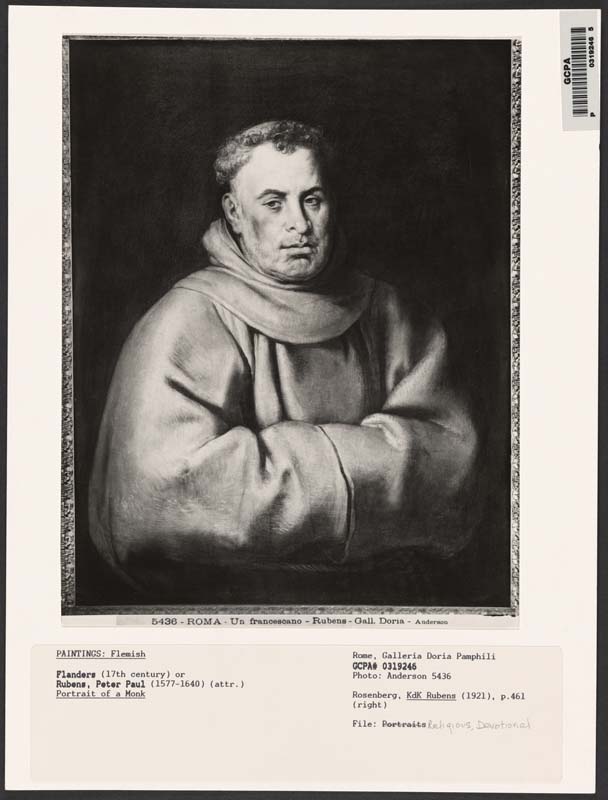 GCPA
P 0319246 5
5436 - ROMA - Un francescano - Rubens - Gall. Doria - Anderson
PAINTINGS: Flemish
Flanders (17th century) or
Rubens, Peter Paul (1577-1640) (attr.)
Portrait of a Monk
Rome, Galleria Doria Pamphili
GCPA# 0319246
Photo: Anderson 5436
Rosenberg, KdK Rubens (1921), p.461
(right)
File: Portraits Religious, Devotional